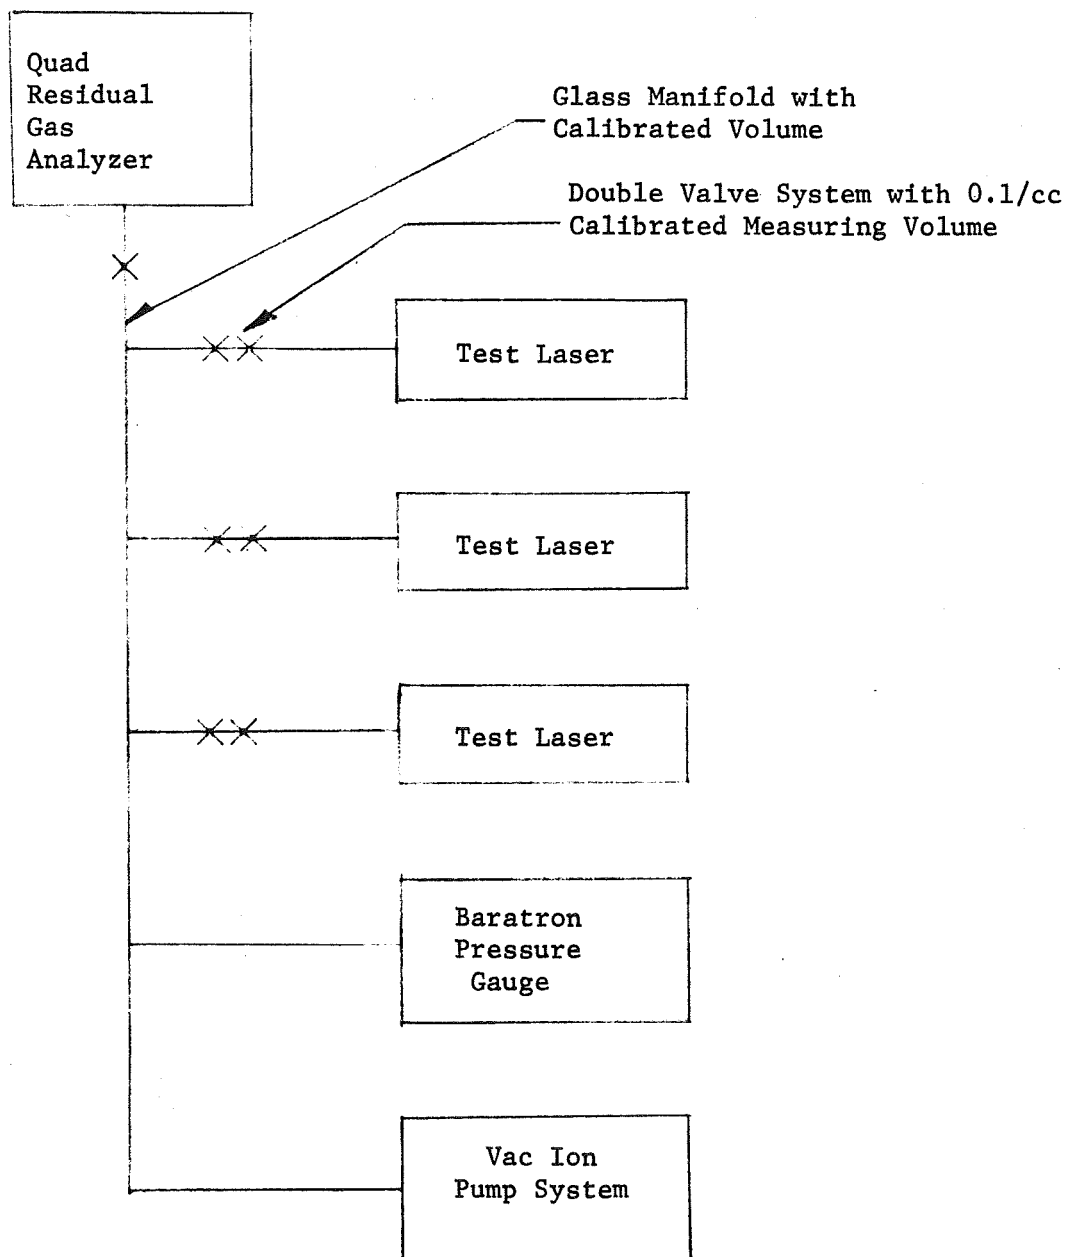 Quad
Residual
Gas
Analyzer
Glass Manifold with
Calibrated Volume
Double Valve System with 0.1/cc
Calibrated Measuring Volume
Test Laser
Test Laser
Test Laser
Baratron
Pressure
Gauge
Vac Ion
Pump System